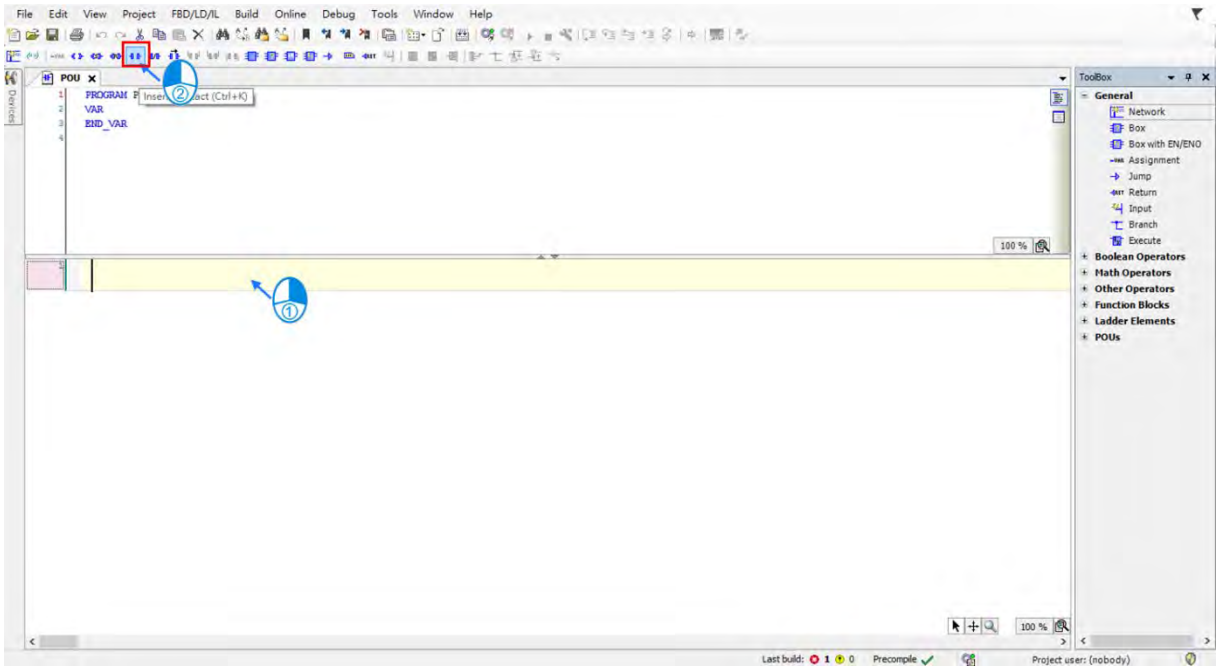 File Edit View Project FBD/LD/IL Build Online Debug Tools Window Help
POU
ToolBox
Devices
1 PROGRAM P
Insert Contact (Ctrl+K)
②
2 VAR
3 END_VAR
4
General
Network
Box
Box with EN/ENO
Assignment
Jump
Return
Input
Branch
Execute
100 %
Boolean Operators
Math Operators
Other Operators
Function Blocks
Ladder Elements
POUs
1
①
100 %
Last build: 1 0 Precompile Project user: (nobody)